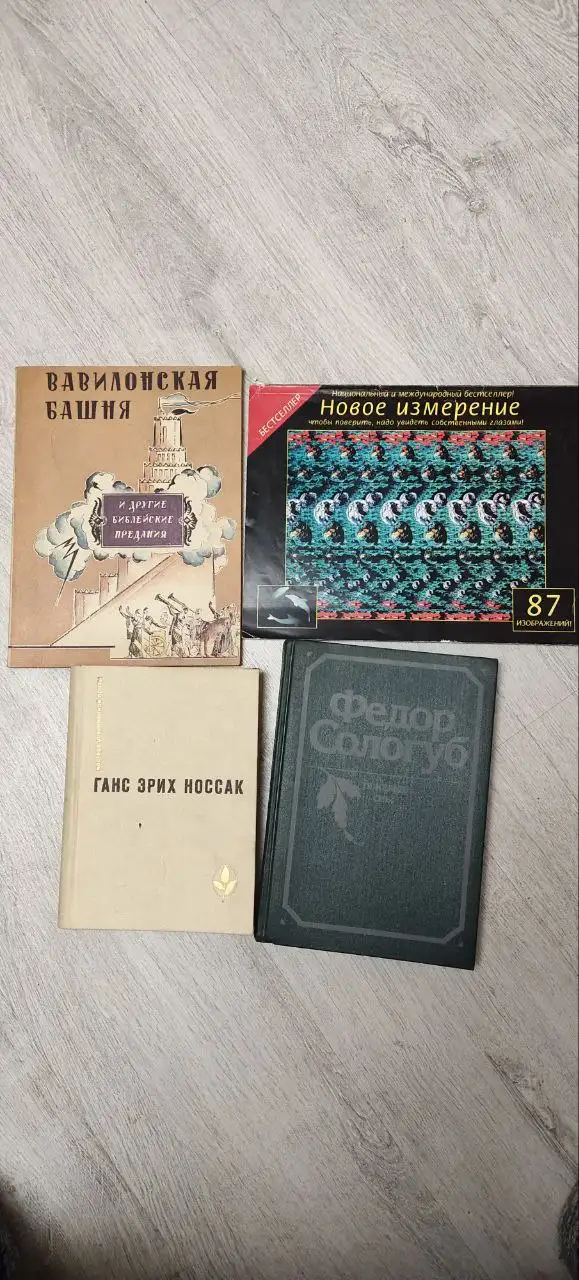 ВАВИЛОНСКАЯ
БАШНЯ
И ДРУГИЕ
БИБЛЕЙСКИЕ
ПРЕДАНИЯ
БЕСТСЕЛЛЕР
Национальный и международный бестселлер!
Новое измерение
чтобы поверить, надо увидеть собственными глазами!
87
ИЗОБРАЖЕНИЙ!
ГАНС ЭРИХ НОССАК
Федор
Сологуб